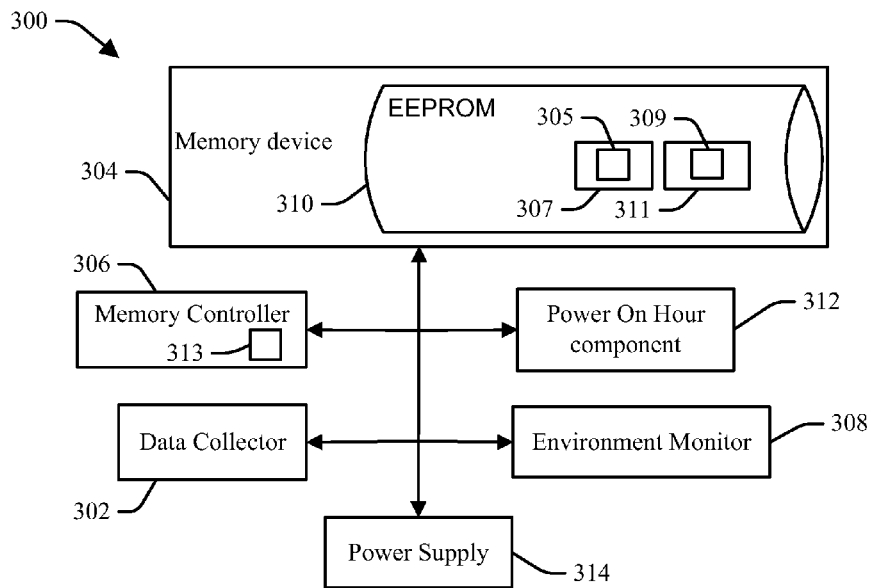 300
EEPROM
305
309
Memory device
304
310
307
311
306
Memory Controller
313
Power On Hour
component
312
Data Collector
302
Environment Monitor
308
Power Supply
314